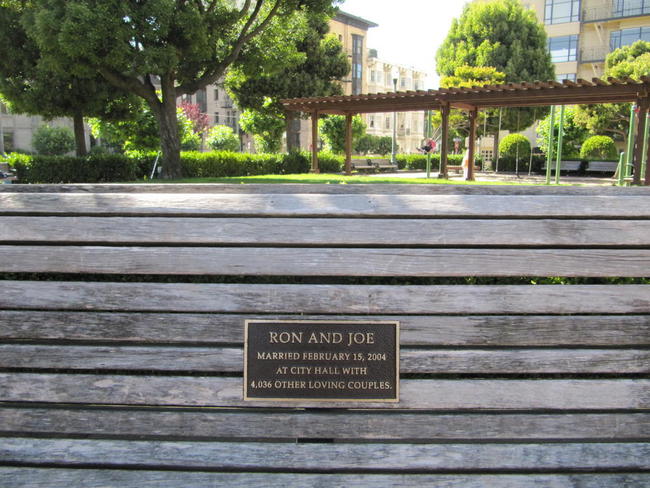 RON AND JOE
MARRIED FEBRUARY 15, 2004
AT CITY HALL WITH
4,036 OTHER LOVING COUPLES.